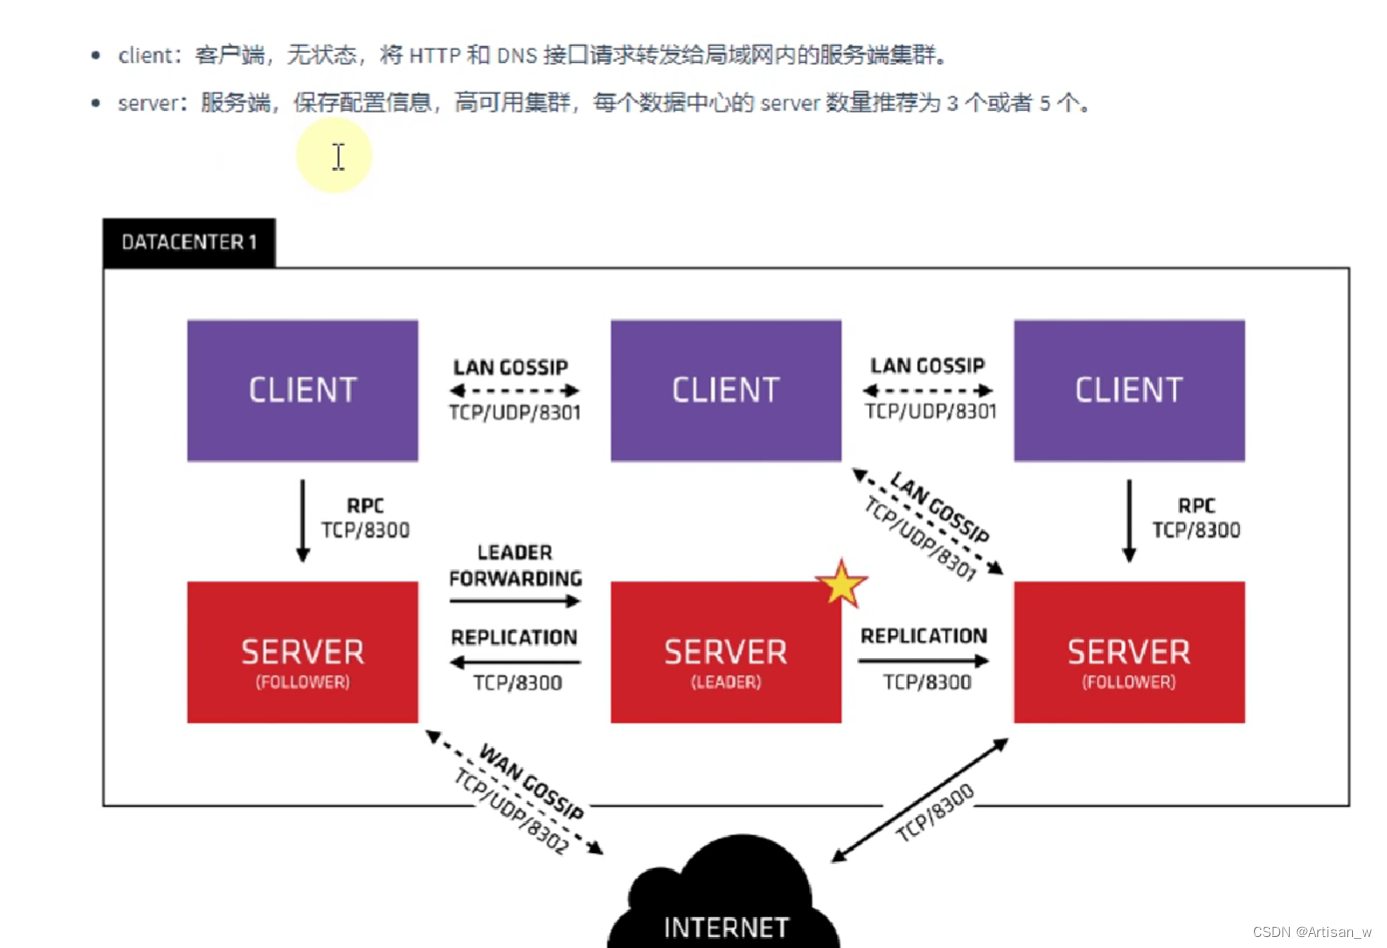 client：客户端，无状态，将 HTTP 和 DNS 接口请求转发给局域网内的服务端集群。
server：服务端，保存配置信息，高可用集群，每个数据中心的 server 数量推荐为 3 个或者 5 个。
DATACENTER 1
CLIENT
LAN GOSSIP
TCP/UDP/8301
CLIENT
LAN GOSSIP
TCP/UDP/8301
CLIENT
RPC
TCP/8300
LAN GOSSIP
TCP/UDP/8301
RPC
TCP/8300
LEADER
FORWARDING
SERVER
(FOLLOWER)
REPLICATION
TCP/8300
SERVER
(LEADER)
REPLICATION
TCP/8300
SERVER
(FOLLOWER)
WAN GOSSIP
TCP/UDP/8302
TCP/8300
INTERNET
CSDN @Artisan_w